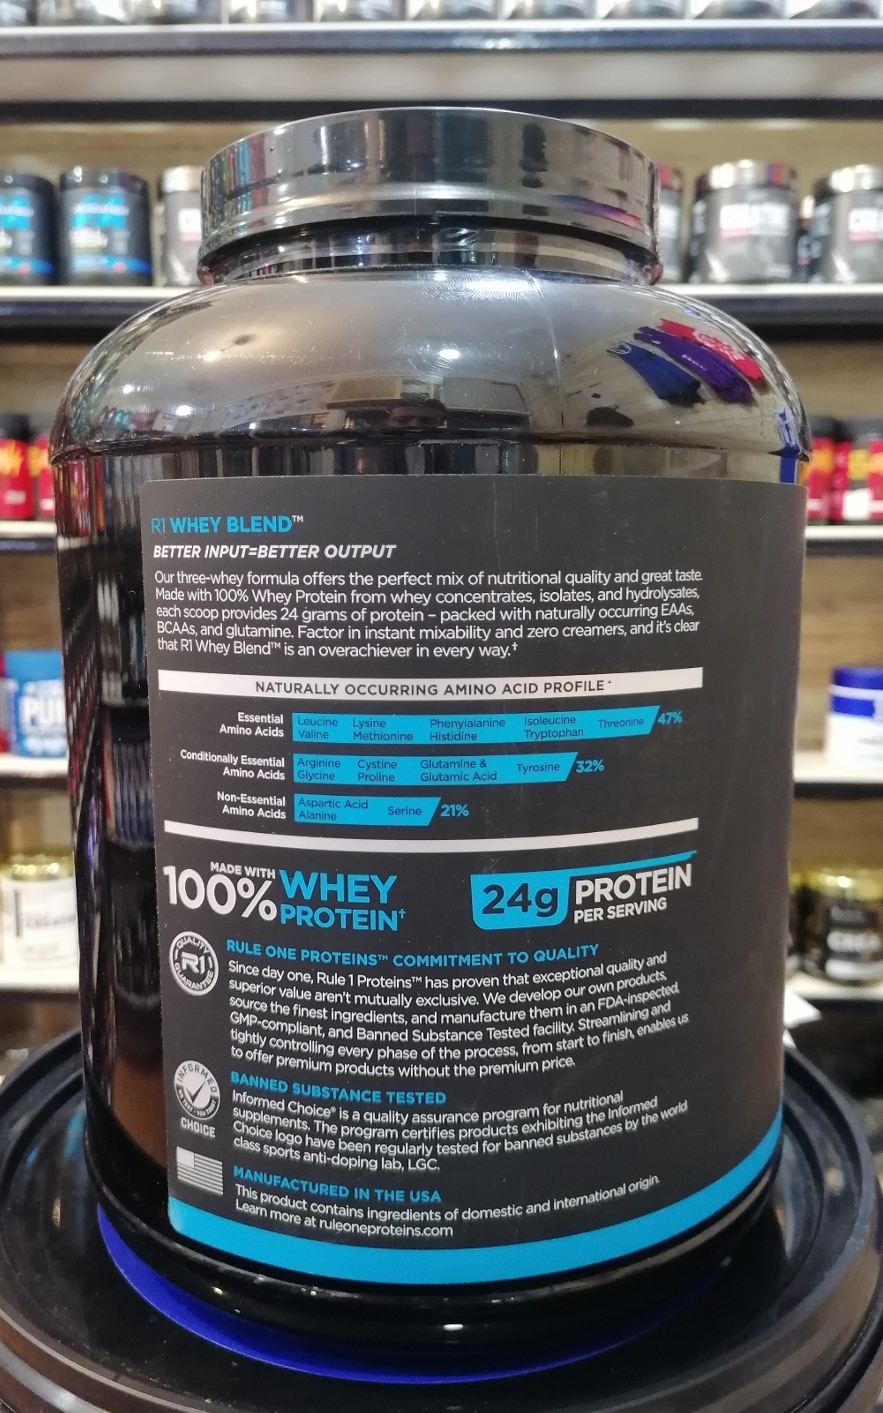 R1 WHEY BLEND™
BETTER INPUT=BETTER OUTPUT
Our three-whey formula offers the perfect mix of nutritional quality and great taste.
Made with 100% Whey Protein from whey concentrates, isolates, and hydrolysates,
each scoop provides 24 grams of protein – packed with naturally occurring EAAs,
BCAAs, and glutamine. Factor in instant mixability and zero creamers, and it's clear
that R1 Whey Blend™ is an overachiever in every way.†
NATURALLY OCCURRING AMINO ACID PROFILE
Essential Amino Acids
Leucine Lysine Phenylalanine Isoleucine Threonine 47%
Valine Methionine Histidine Tryptophan
Conditionally Essential Amino Acids
Arginine Cystine Glutamine & Tyrosine 32%
Glycine Proline Glutamic Acid
Non-Essential Amino Acids
Aspartic Acid Serine 21%
Alanine
MADE WITH
100% WHEY
PROTEIN†
24g PROTEIN
PER SERVING
QUALITY
R1
GUARANTEE
RULE ONE PROTEINS™ COMMITMENT TO QUALITY
Since day one, Rule 1 Proteins™ has proven that exceptional quality and
superior value aren't mutually exclusive. We develop our own products,
source the finest ingredients, and manufacture them in an FDA-inspected,
GMP-compliant, and Banned Substance Tested facility. Streamlining and
tightly controlling every phase of the process, from start to finish, enables us
to offer premium products without the premium price.
INFORMED
CHOICE
BANNED SUBSTANCE TESTED
Informed Choice® is a quality assurance program for nutritional
supplements. The program certifies products exhibiting the Informed
Choice logo have been regularly tested for banned substances by the world
class sports anti-doping lab, LGC.
MANUFACTURED IN THE USA
This product contains ingredients of domestic and international origin.
Learn more at ruleoneproteins.com